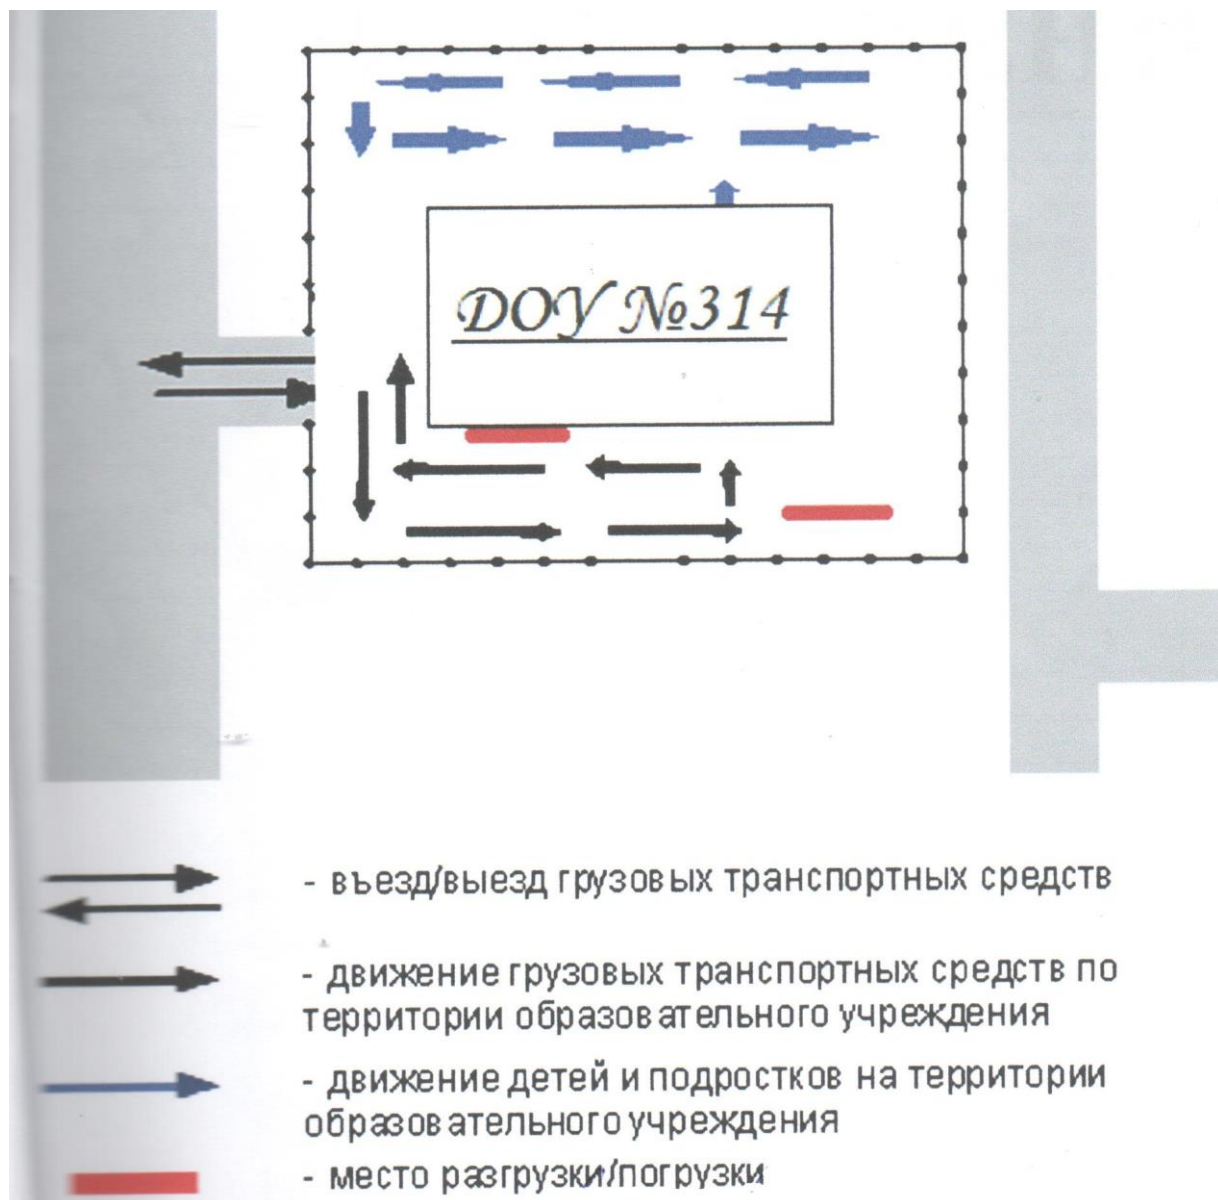 ДОУ №314
- въезд/выезд грузовых транспортных средств
- движение грузовых транспортных средств по
территории образовательного учреждения
- движение детей и подростков на территории
образовательного учреждения
- место разгрузки/погрузки